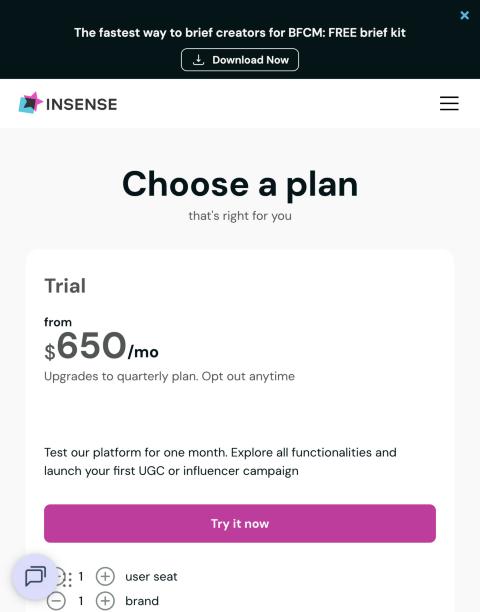 The fastest way to brief creators for BFCM: FREE brief kit
Download Now
INSENSE
Choose a plan
that's right for you
Trial
from
$650/mo
Upgrades to quarterly plan. Opt out anytime
Test our platform for one month. Explore all functionalities and
launch your first UGC or influencer campaign
Try it now
1 user seat
1 brand